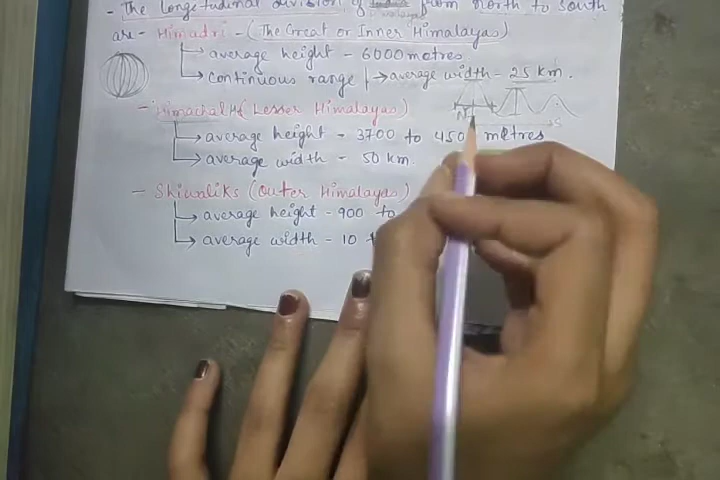 - The longitudinal division of Himalayas from North to South
are - Himadri - (The Great or Inner Himalayas)
average height - 6000 metres
continuous range average width - 25 km.
- Himachal (Lesser Himalayas)
N S
average height - 3700 to 450 metres
average width - 50 km.
- Shiwaliks (Outer Himalayas)
average height - 900 to
average width - 10